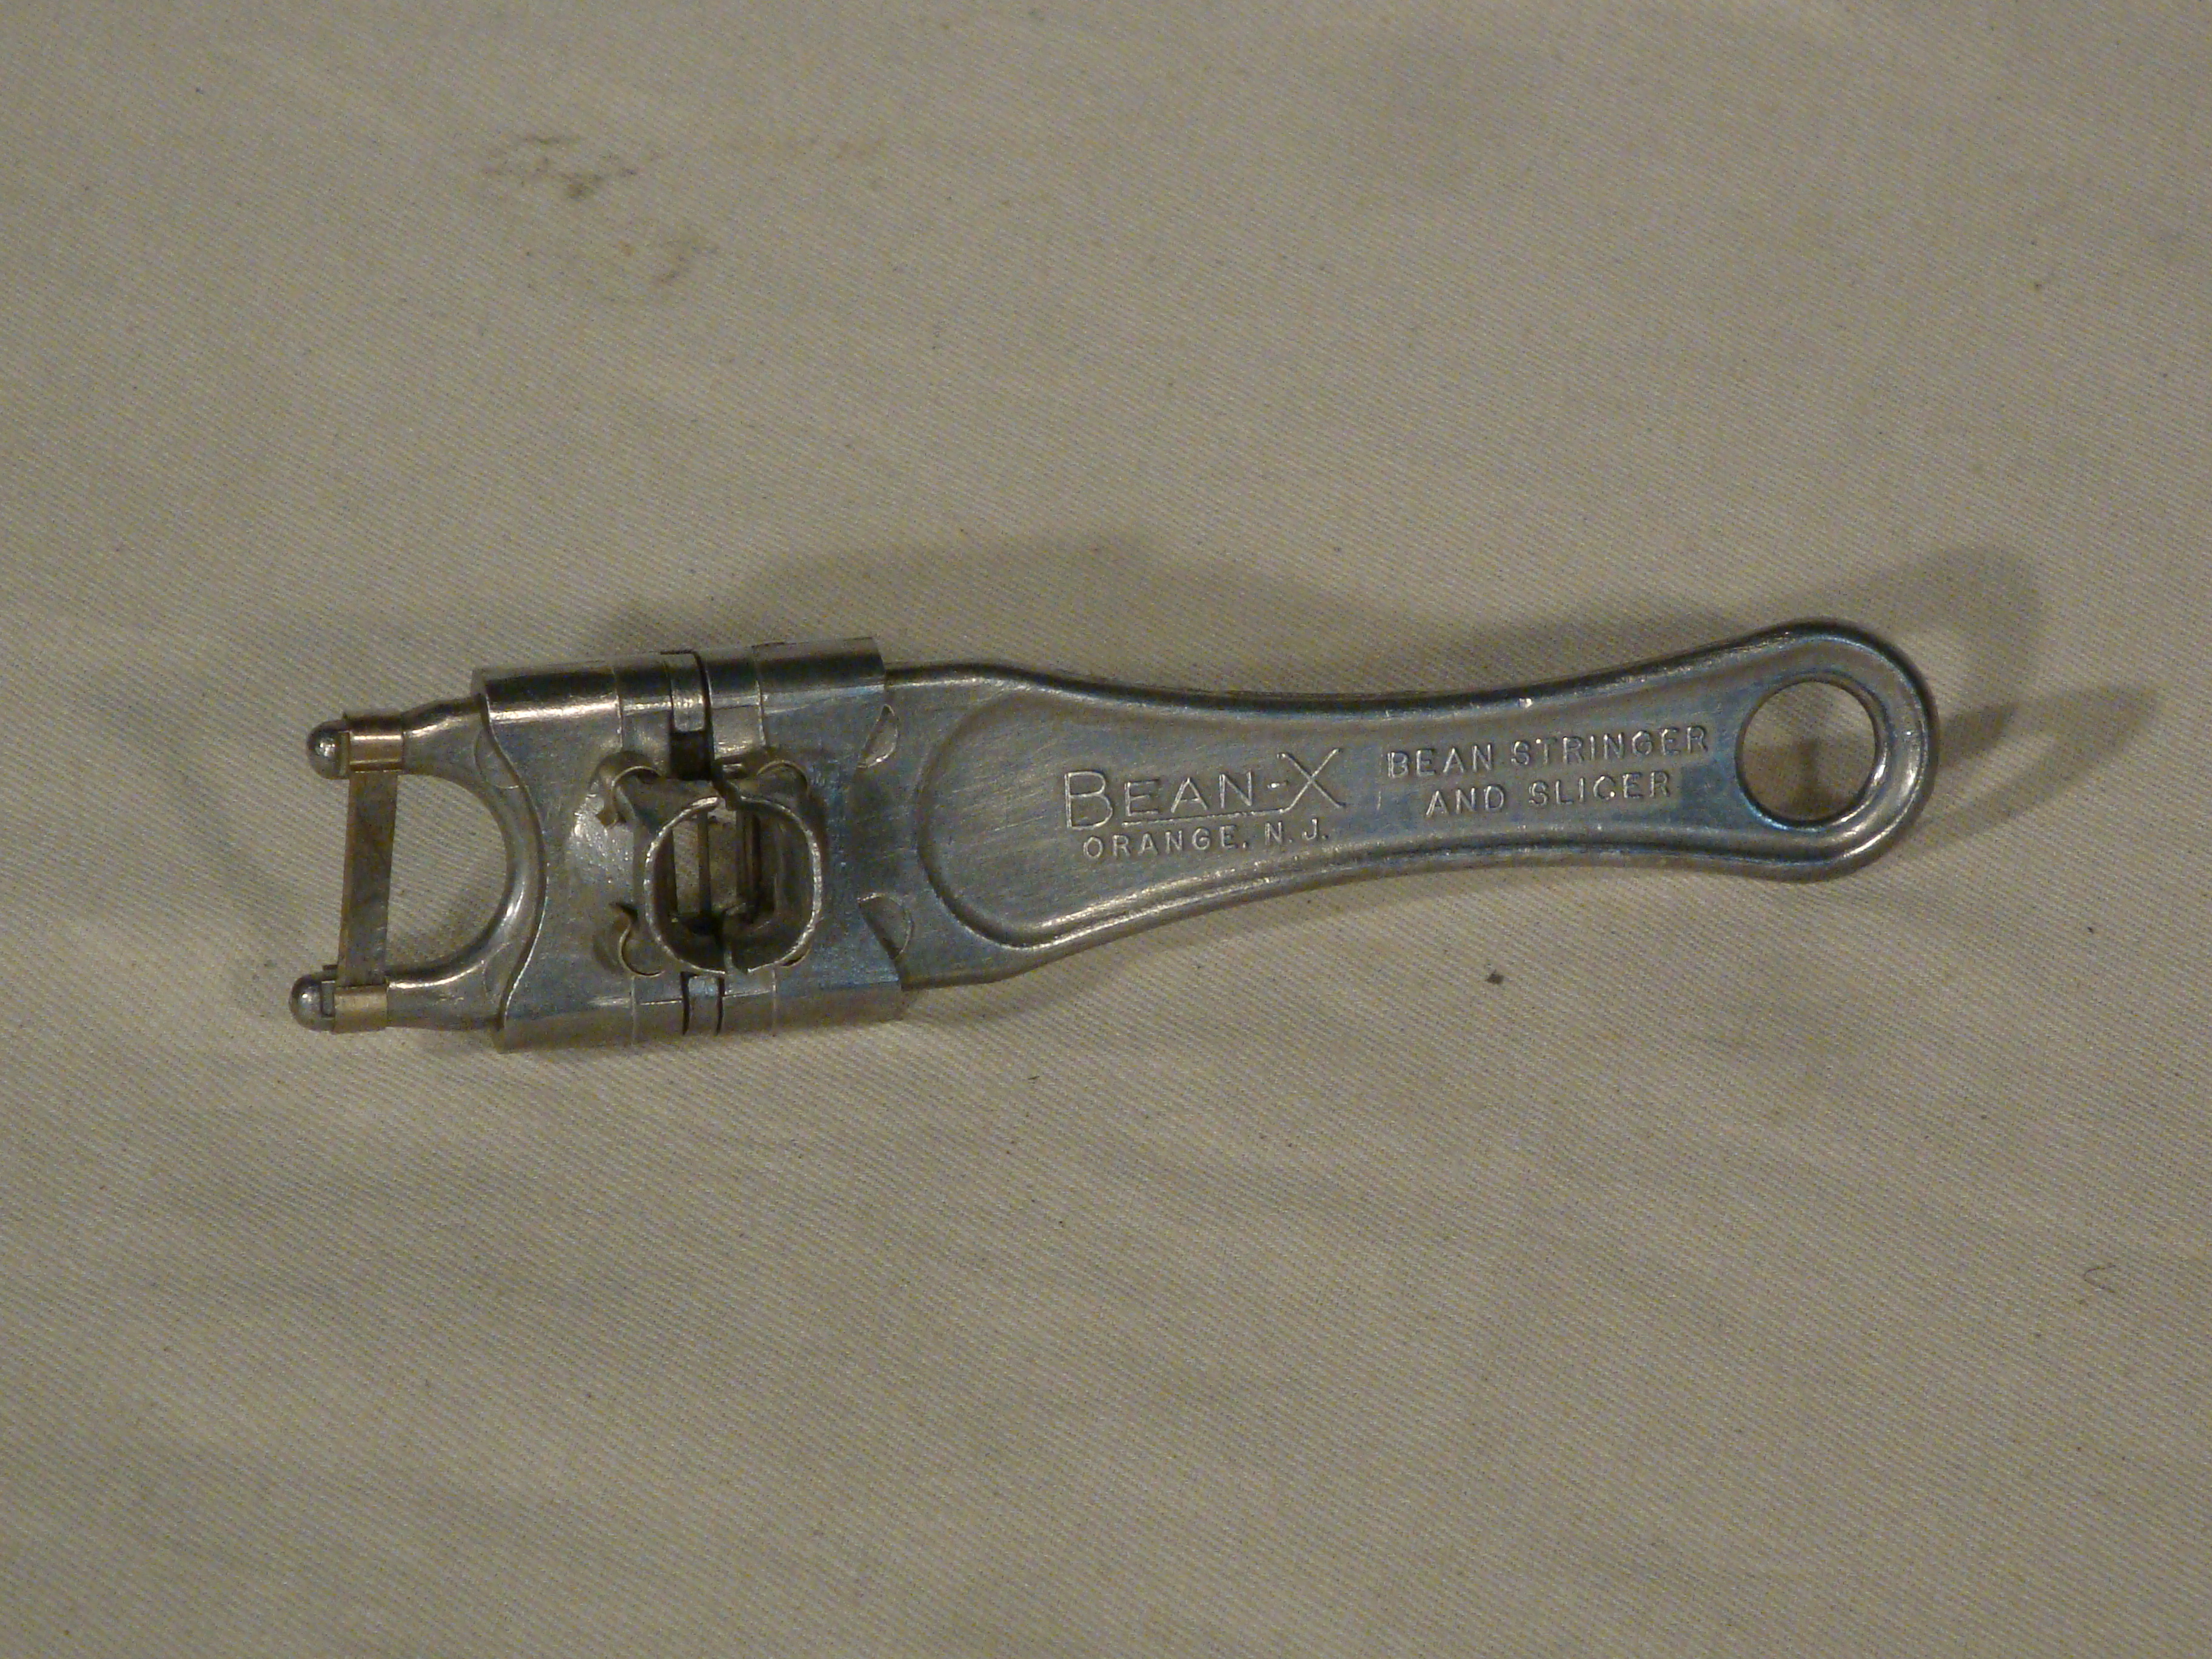 BEAN-X
ORANGE, N.J.
BEAN STRINGER
AND SLICER